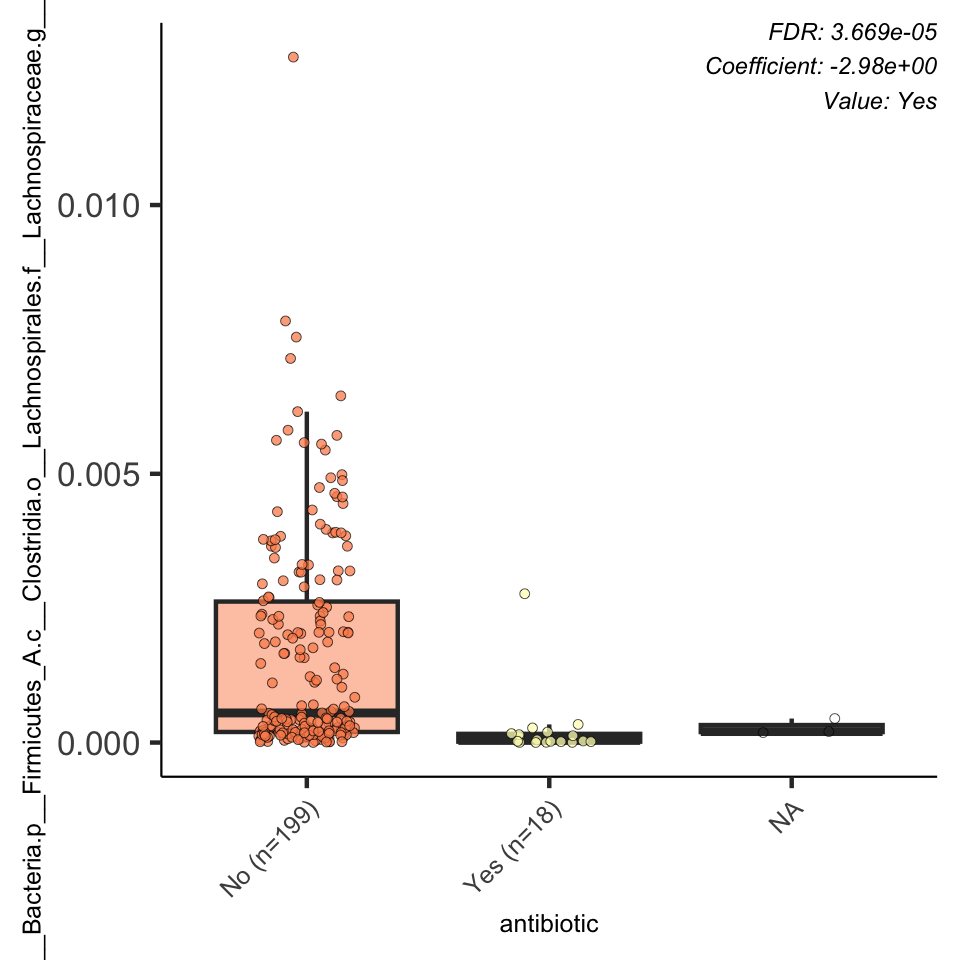 FDR: 3.669e-05
Coefficient: -2.98e+00
Value: Yes
__Bacteria.p__Firmicutes_A.c__Clostridia.o__Lachnospirales.f__Lachnospiraceae.g__
0.010
0.005
0.000
No (n=199)
Yes (n=18)
NA
antibiotic